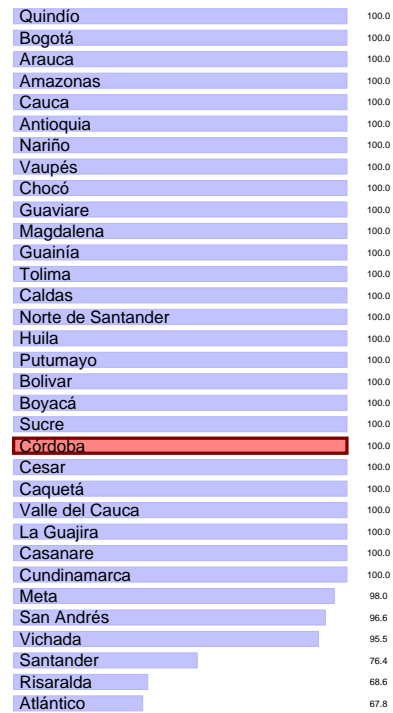 Quindío 100.0
Bogotá 100.0
Arauca 100.0
Amazonas 100.0
Cauca 100.0
Antioquia 100.0
Nariño 100.0
Vaupés 100.0
Chocó 100.0
Guaviare 100.0
Magdalena 100.0
Guainía 100.0
Tolima 100.0
Caldas 100.0
Norte de Santander 100.0
Huila 100.0
Putumayo 100.0
Bolivar 100.0
Boyacá 100.0
Sucre 100.0
Córdoba 100.0
Cesar 100.0
Caquetá 100.0
Valle del Cauca 100.0
La Guajira 100.0
Casanare 100.0
Cundinamarca 100.0
Meta 98.0
San Andrés 96.6
Vichada 95.5
Santander 76.4
Risaralda 68.6
Atlántico 67.8